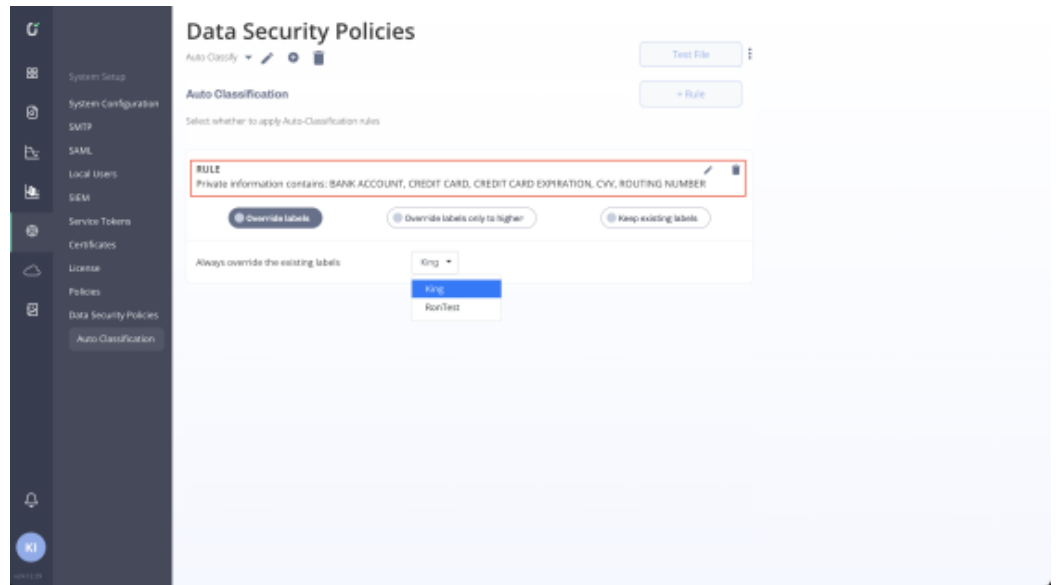 Data Security Policies
Auto Classify
Test File
System Setup
Auto Classification
+ Rule
System Configuration
Select whether to apply Auto-Classification rules
SMTP
SAML
RULE
Local Users
Private information contains: BANK ACCOUNT, CREDIT CARD, CREDIT CARD EXPIRATION, CVV, ROUTING NUMBER
SIEM
Override labels
Override labels only to higher
Keep existing labels
Service Tokens
Certificates
Always override the existing labels
King
License
King
Policies
RonTest
Data Security Policies
Auto Classification
KI